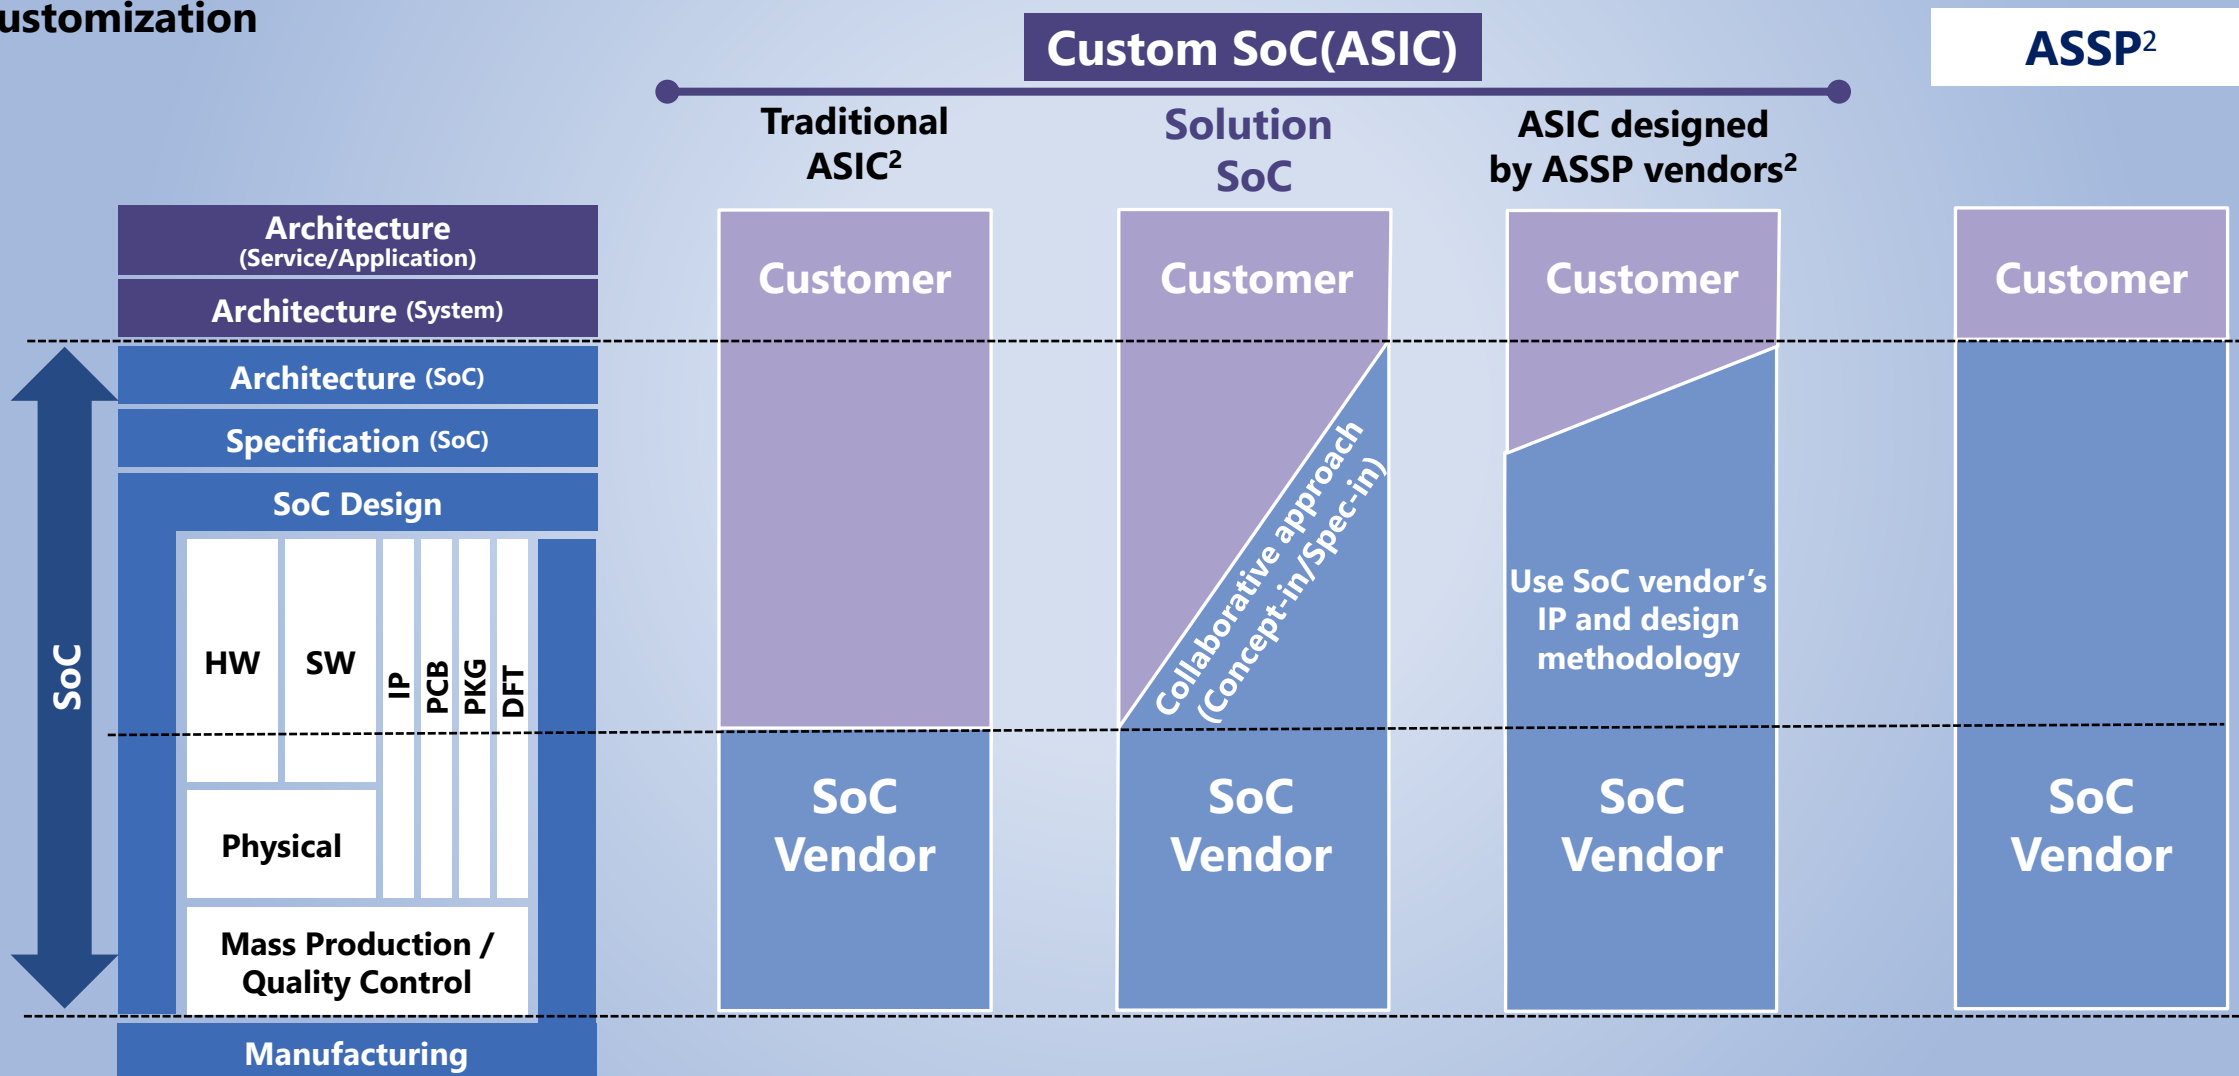 ustomization
Custom SoC(ASIC)
ASSP2
Traditional
ASIC2
Solution
SoC
ASIC designed
by ASSP vendors2
Architecture
(Service/Application)
Architecture (System)
Architecture (SoC)
Specification (SoC)
SoC Design
HW
SW
IP
PCB
PKG
DFT
Physical
Mass Production /
Quality Control
Manufacturing
SoC
Customer
SoC
Vendor
Customer
Collaborative approach
(Concept-in/Spec-in)
SoC
Vendor
Customer
Use SoC vendor’s
IP and design
methodology
SoC
Vendor
Customer
SoC
Vendor